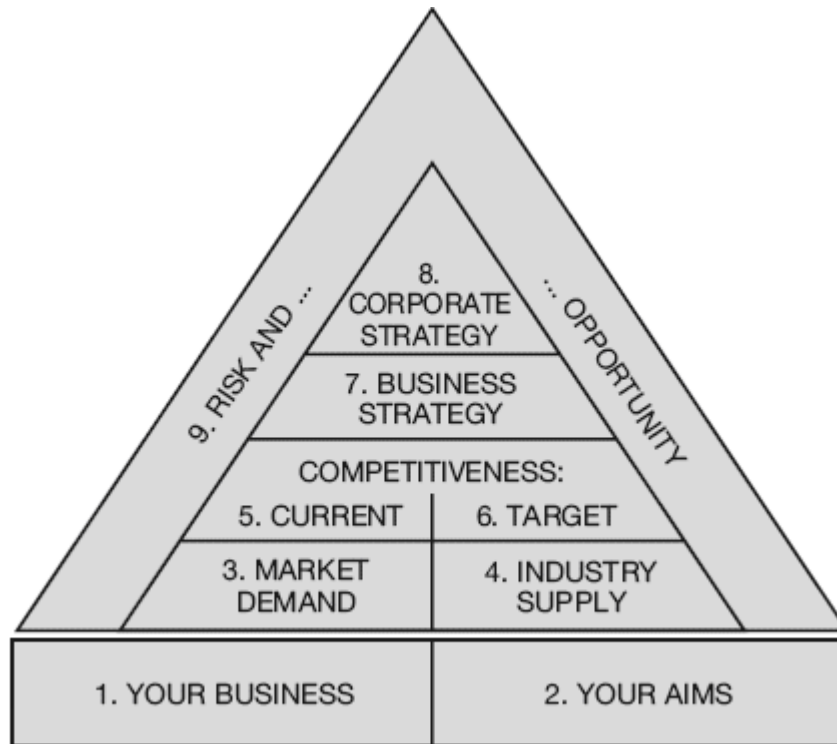 8.
CORPORATE
STRATEGY
9. RISK AND ...
... OPPORTUNITY
7. BUSINESS
STRATEGY
COMPETITIVENESS:
5. CURRENT
6. TARGET
3. MARKET
DEMAND
4. INDUSTRY
SUPPLY
1. YOUR BUSINESS
2. YOUR AIMS